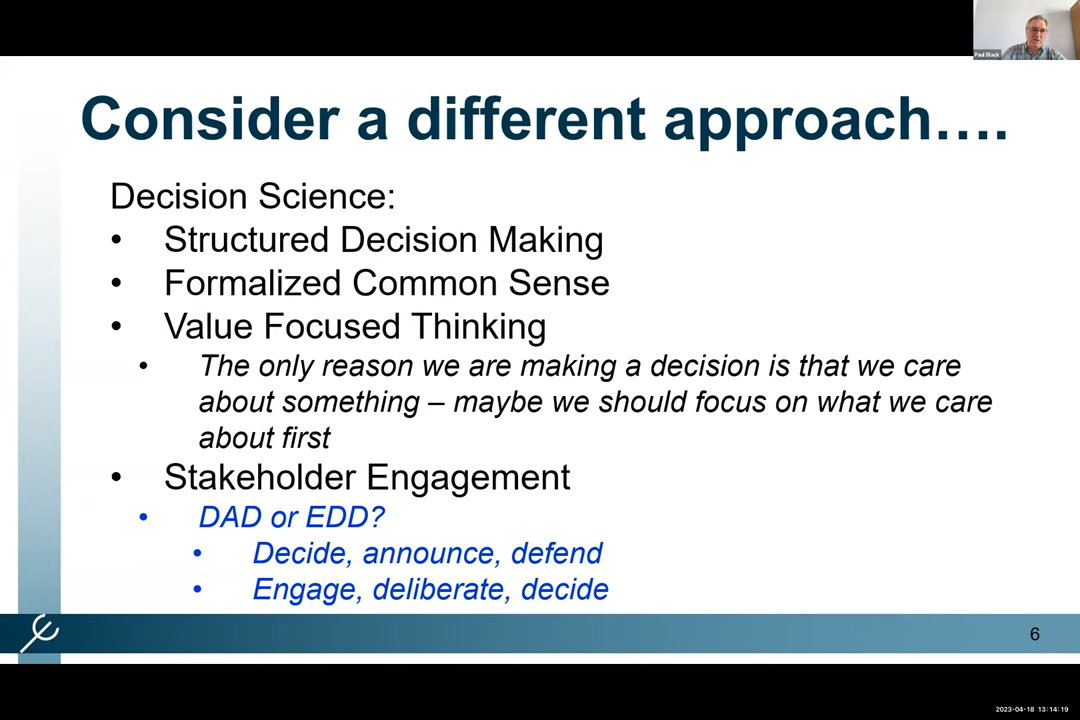 Paul Black
Consider a different approach….
Decision Science:
• Structured Decision Making
• Formalized Common Sense
• Value Focused Thinking
• The only reason we are making a decision is that we care
about something – maybe we should focus on what we care
about first
• Stakeholder Engagement
• DAD or EDD?
• Decide, announce, defend
• Engage, deliberate, decide
6
2023-04-18 13:14:19